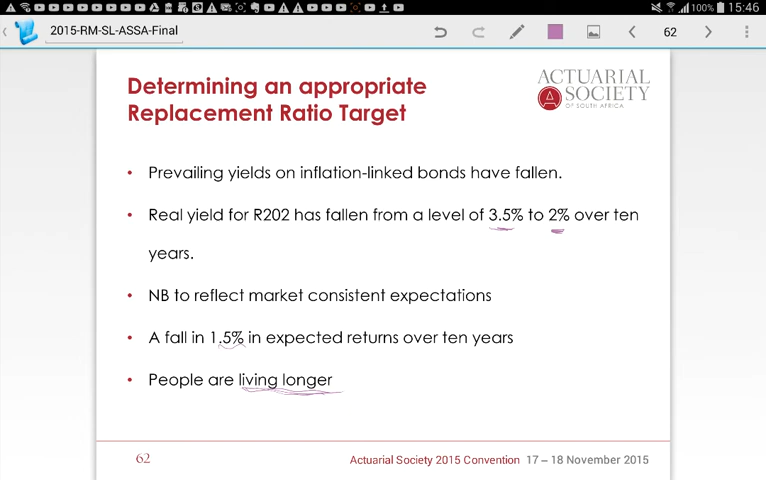 100% 15:46
2015-RM-SL-ASSA-Final
62
Determining an appropriate
Replacement Ratio Target
ACTUARIAL
SOCIETY
OF SOUTH AFRICA
• Prevailing yields on inflation-linked bonds have fallen.
• Real yield for R202 has fallen from a level of 3.5% to 2% over ten
years.
• NB to reflect market consistent expectations
• A fall in 1.5% in expected returns over ten years
• People are living longer
62
Actuarial Society 2015 Convention 17 – 18 November 2015